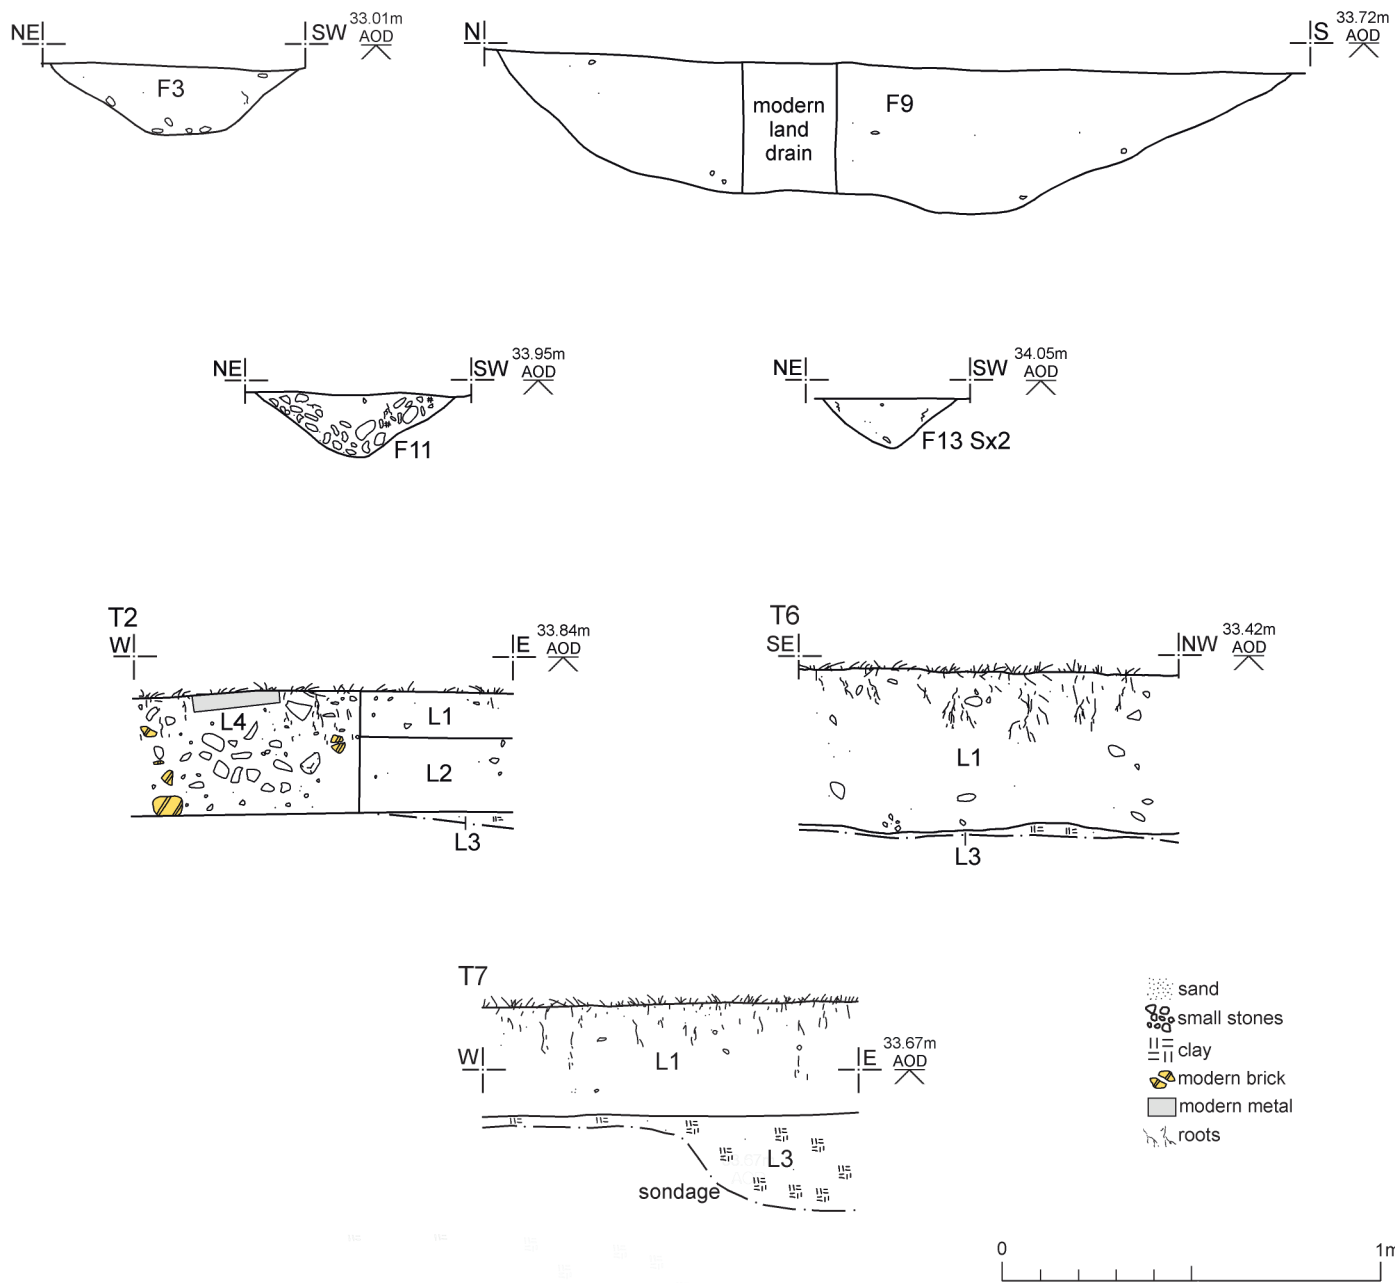 NE SW 33.01m
AOD
F3
N S 33.72m
AOD
modern
land
drain
F9
NE SW 33.95m
AOD
F11
NE SW 34.05m
AOD
F13 Sx2
T2
W E 33.84m
AOD
L4
L1
L2
L3
T6
SE NW 33.42m
AOD
L1
L3
T7
W E 33.67m
AOD
L1
L3
sondage
sand
small stones
clay
modern brick
modern metal
roots
0 1m